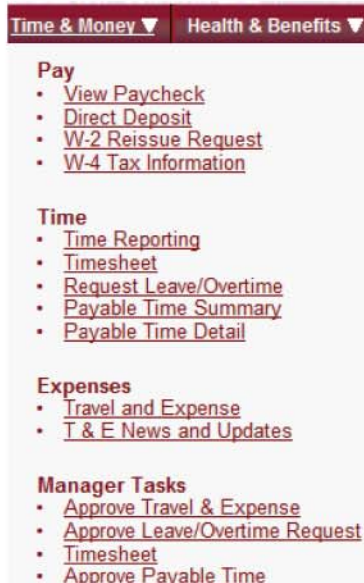 Time & Money ▼ Health & Benefits ▼
Pay
• View Paycheck
• Direct Deposit
• W-2 Reissue Request
• W-4 Tax Information
Time
• Time Reporting
• Timesheet
• Request Leave/Overtime
• Payable Time Summary
• Payable Time Detail
Expenses
• Travel and Expense
• T & E News and Updates
Manager Tasks
• Approve Travel & Expense
• Approve Leave/Overtime Request
• Timesheet
• Approve Payable Time